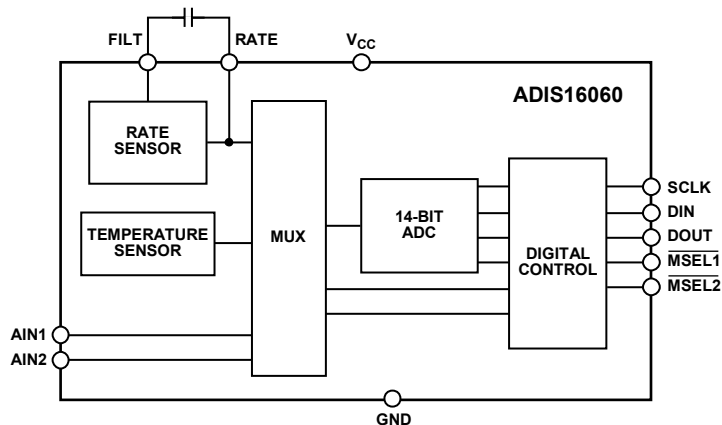 FILT
RATE
VCC
ADIS16060
RATE
SENSOR
TEMPERATURE
SENSOR
MUX
14-BIT
ADC
DIGITAL
CONTROL
SCLK
DIN
DOUT
MSEL1
MSEL2
AIN1
AIN2
GND